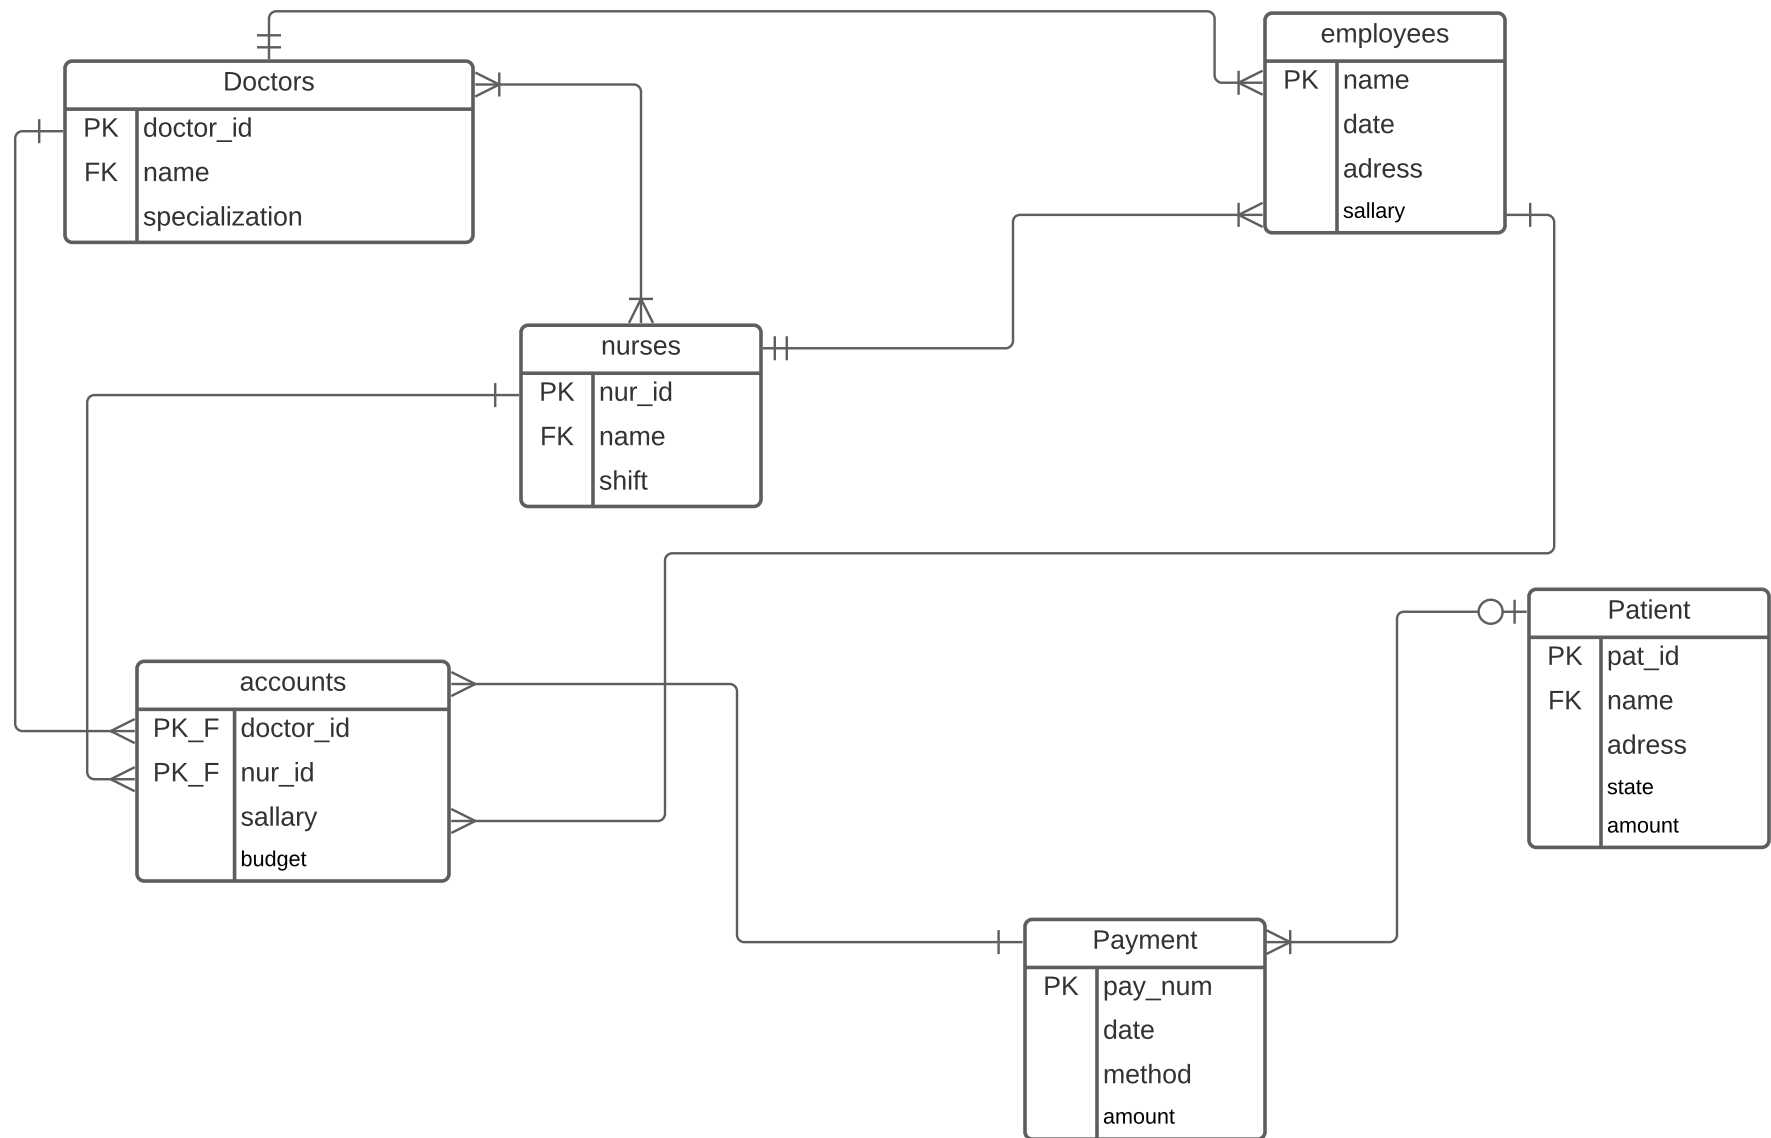 Doctors
PK doctor_id
FK name
specialization
employees
PK name
date
adress
sallary
nurses
PK nur_id
FK name
shift
accounts
PK_F doctor_id
PK_F nur_id
sallary
budget
Patient
PK pat_id
FK name
adress
state
amount
Payment
PK pay_num
date
method
amount